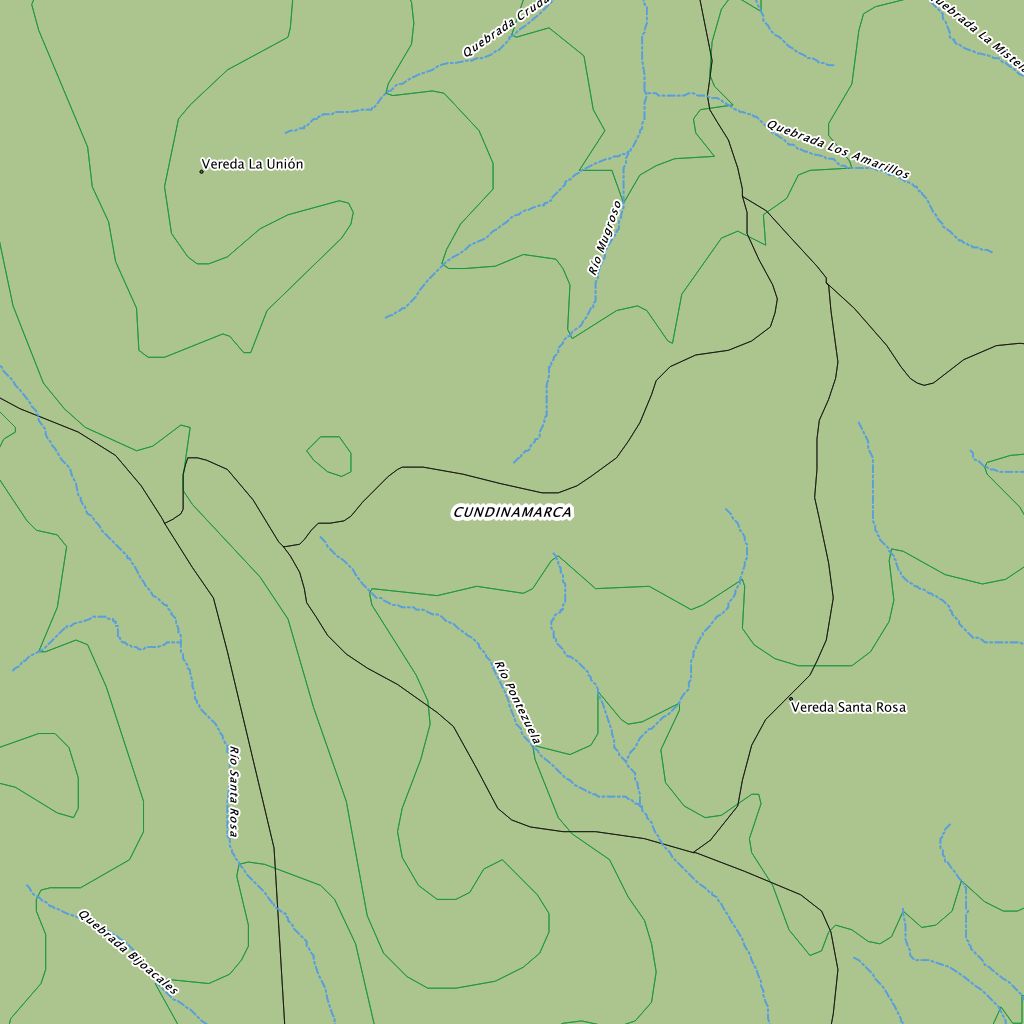 Quebrada Cruda
Quebrada La Mistela
Quebrada Los Amarillos
Vereda La Unión
Río Mugroso
CUNDINAMARCA
Río Pontezuela
Vereda Santa Rosa
Río Santa Rosa
Quebrada Bijoacales